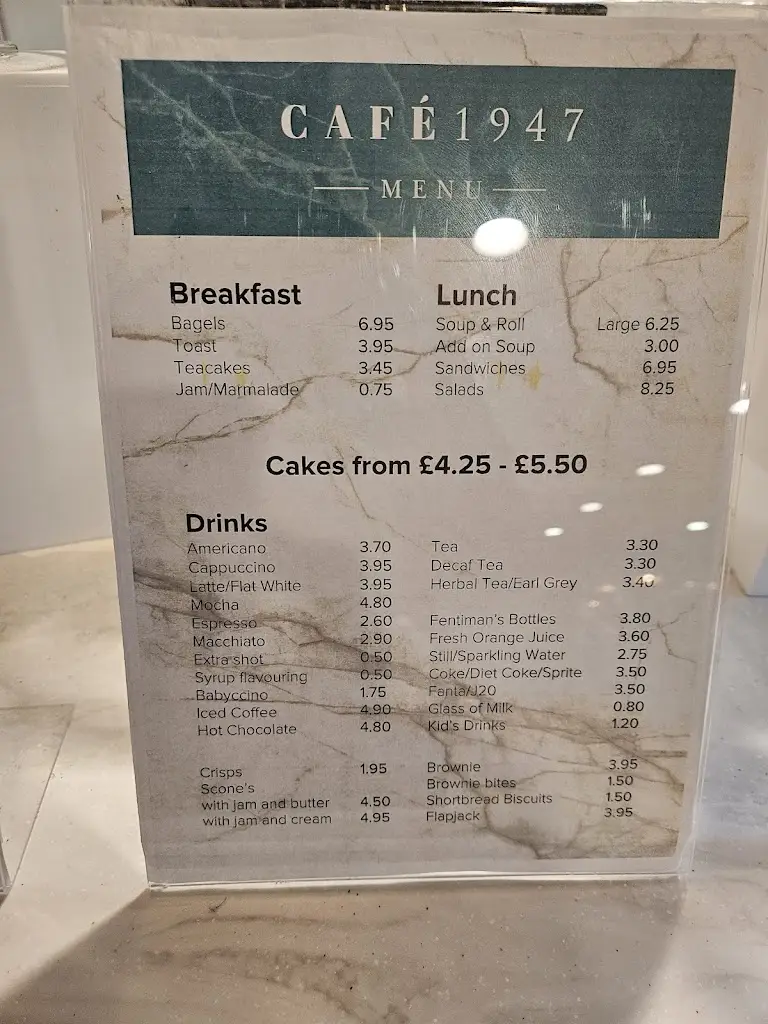 CAFÉ1947
MENU
Breakfast
Bagels 6.95
Toast 3.95
Teacakes 3.45
Jam/Marmalade 0.75
Lunch
Soup & Roll Large 6.25
Add on Soup 3.00
Sandwiches 6.95
Salads 8.25
Cakes from £4.25 - £5.50
Drinks
Americano 3.70
Cappuccino 3.95
Latte/Flat White 3.95
Mocha 4.80
Espresso 2.60
Macchiato 2.90
Extra shot 0.50
Syrup flavouring 0.50
Babyccino 1.75
Iced Coffee 4.90
Hot Chocolate 4.80
Tea 3.30
Decaf Tea 3.30
Herbal Tea/Earl Grey 3.40
Fentiman's Bottles 3.80
Fresh Orange Juice 3.60
Still/Sparkling Water 2.75
Coke/Diet Coke/Sprite 3.50
Fanta/J20 3.50
Glass of Milk 0.80
Kid's Drinks 1.20
Crisps 1.95
Scone's
with jam and butter 4.50
with jam and cream 4.95
Brownie 3.95
Brownie bites 1.50
Shortbread Biscuits 1.50
Flapjack 3.95